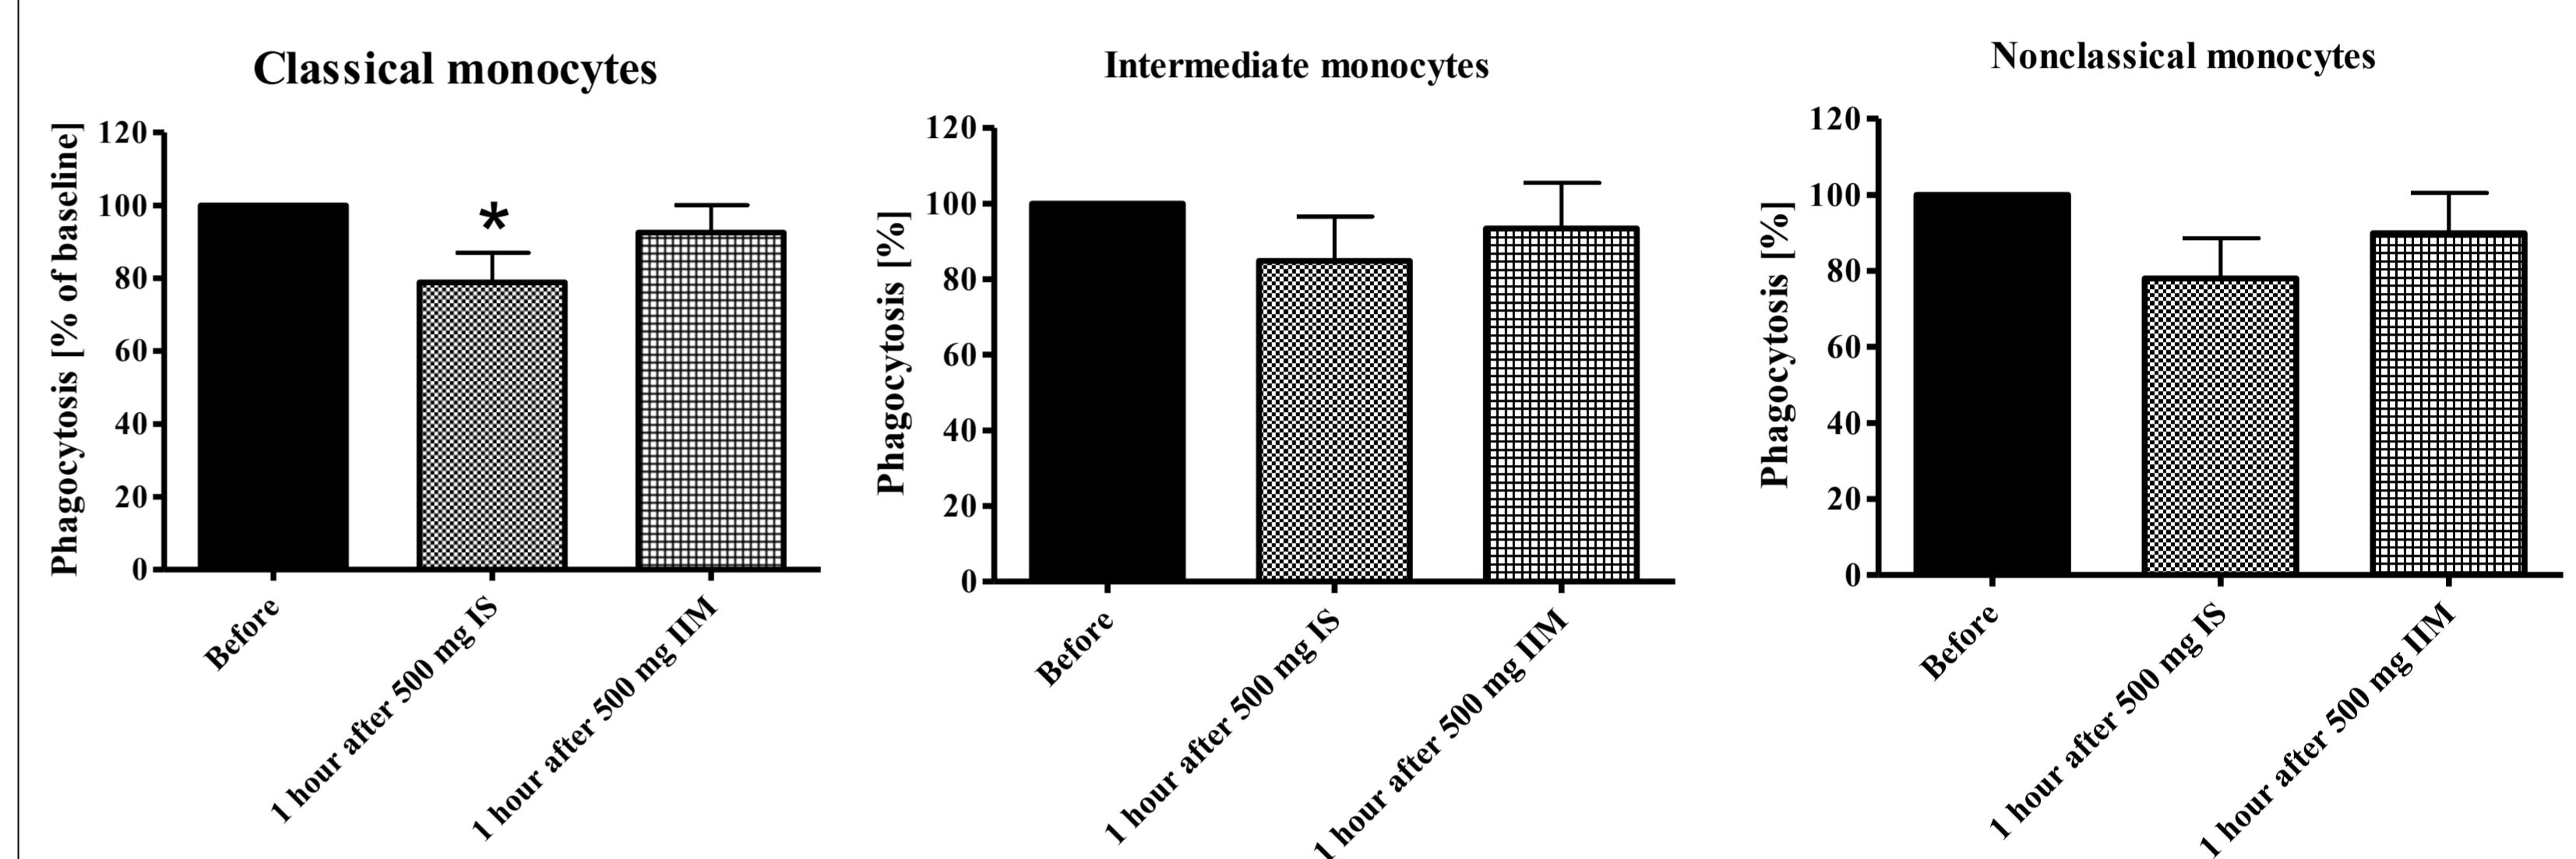 Classical monocytes
Phagocytosis [% of baseline]
120
100
80
60
40
20
0
*
Before
1 hour after 500 mg IS
1 hour after 500 mg IIM
Intermediate monocytes
Phagocytosis [%]
120
100
80
60
40
20
0
Before
1 hour after 500 mg IS
1 hour after 500 mg IIM
Nonclassical monocytes
Phagocytosis [%]
120
100
80
60
40
20
0
Before
1 hour after 500 mg IS
1 hour after 500 mg IIM